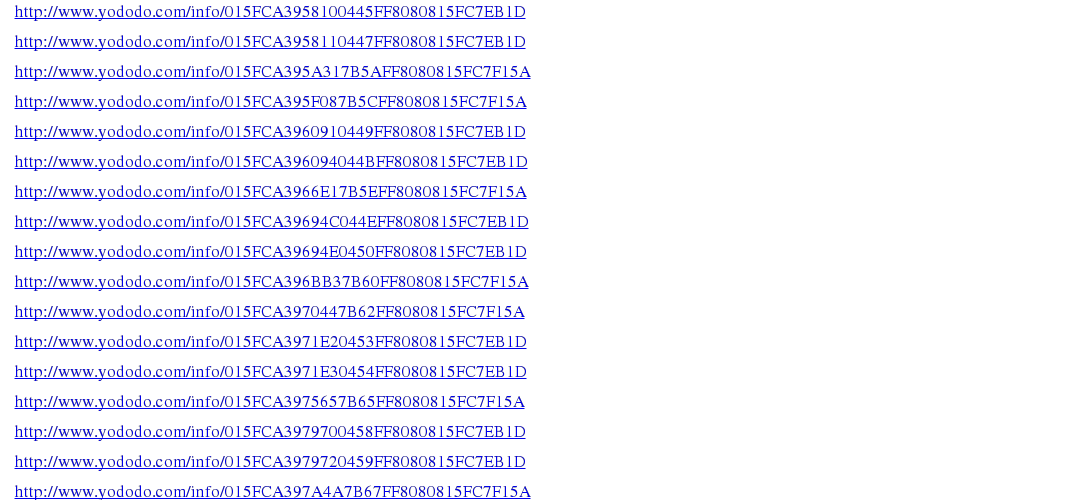 http://www.yododo.com/info/015FCA3958100445FF8080815FC7EB1D
http://www.yododo.com/info/015FCA3958110447FF8080815FC7EB1D
http://www.yododo.com/info/015FCA395A317B5AFF8080815FC7F15A
http://www.yododo.com/info/015FCA395F087B5CFF8080815FC7F15A
http://www.yododo.com/info/015FCA3960910449FF8080815FC7EB1D
http://www.yododo.com/info/015FCA396094044BFF8080815FC7EB1D
http://www.yododo.com/info/015FCA3966E17B5EFF8080815FC7F15A
http://www.yododo.com/info/015FCA39694C044EFF8080815FC7EB1D
http://www.yododo.com/info/015FCA39694E0450FF8080815FC7EB1D
http://www.yododo.com/info/015FCA396BB37B60FF8080815FC7F15A
http://www.yododo.com/info/015FCA3970447B62FF8080815FC7F15A
http://www.yododo.com/info/015FCA3971E20453FF8080815FC7EB1D
http://www.yododo.com/info/015FCA3971E30454FF8080815FC7EB1D
http://www.yododo.com/info/015FCA3975657B65FF8080815FC7F15A
http://www.yododo.com/info/015FCA3979700458FF8080815FC7EB1D
http://www.yododo.com/info/015FCA3979720459FF8080815FC7EB1D
http://www.yododo.com/info/015FCA397A4A7B67FF8080815FC7F15A